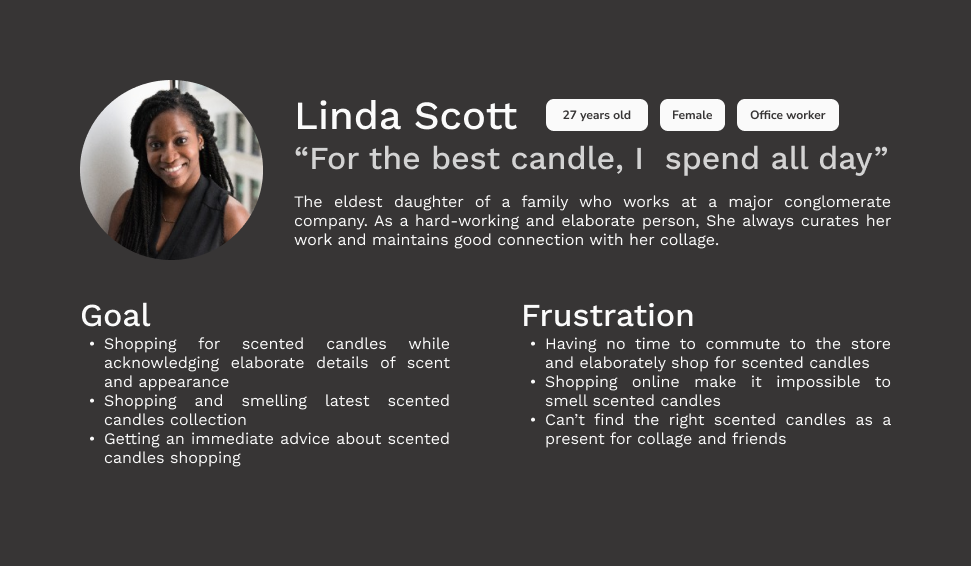 Linda Scott
27 years old
Female
Office worker
“For the best candle, I  spend all day”
The eldest daughter of a family who works at a major conglomerate
company. As a hard-working and elaborate person, She always curates her
work and maintains good connection with her collage.
Goal
• Shopping for scented candles while
acknowledging elaborate details of scent
and appearance
• Shopping and smelling latest scented
candles collection
• Getting an immediate advice about scented
candles shopping
Frustration
• Having no time to commute to the store
and elaborately shop for scented candles
• Shopping online make it impossible to
smell scented candles
• Can’t find the right scented candles as a
present for collage and friends